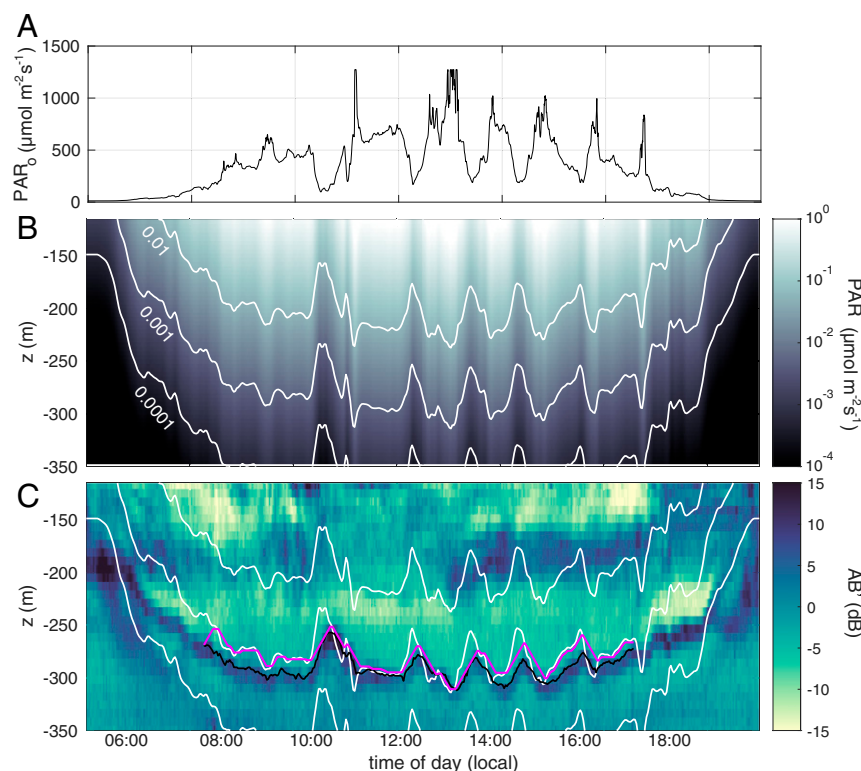 A
PAR₀ (μmol m⁻²s⁻¹)
1500
1000
500
0
B
z (m)
-150
-200
-250
-300
-350
0.01
0.001
0.0001
10⁰
10⁻¹
10⁻²
10⁻³
10⁻⁴
PAR (μmol m⁻²s⁻¹)
C
z (m)
-150
-200
-250
-300
-350
15
10
5
0
-5
-10
-15
AB' (dB)
06:00 08:00 10:00 12:00 14:00 16:00 18:00
time of day (local)